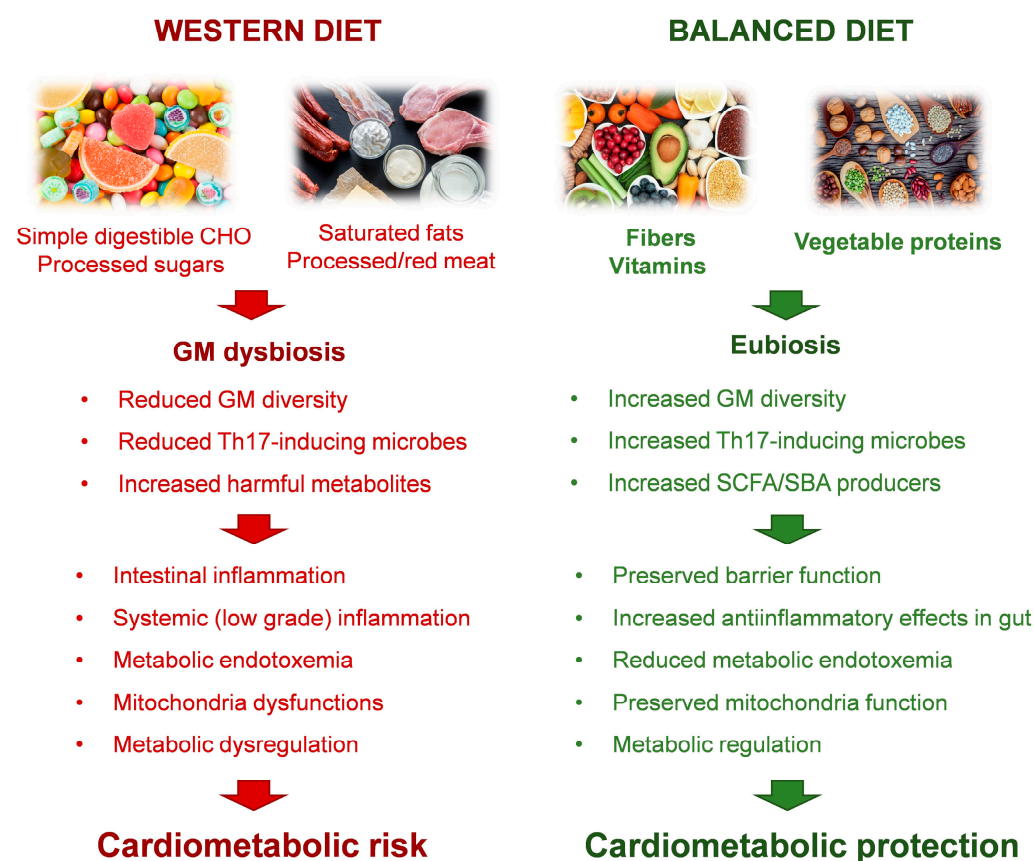 WESTERN DIET
Simple digestible CHO
Processed sugars
Saturated fats
Processed/red meat
GM dysbiosis
• Reduced GM diversity
• Reduced Th17-inducing microbes
• Increased harmful metabolites
• Intestinal inflammation
• Systemic (low grade) inflammation
• Metabolic endotoxemia
• Mitochondria dysfunctions
• Metabolic dysregulation
Cardiometabolic risk
BALANCED DIET
Fibers
Vitamins
Vegetable proteins
Eubiosis
• Increased GM diversity
• Increased Th17-inducing microbes
• Increased SCFA/SBA producers
• Preserved barrier function
• Increased antiinflammatory effects in gut
• Reduced metabolic endotoxemia
• Preserved mitochondria function
• Metabolic regulation
Cardiometabolic protection